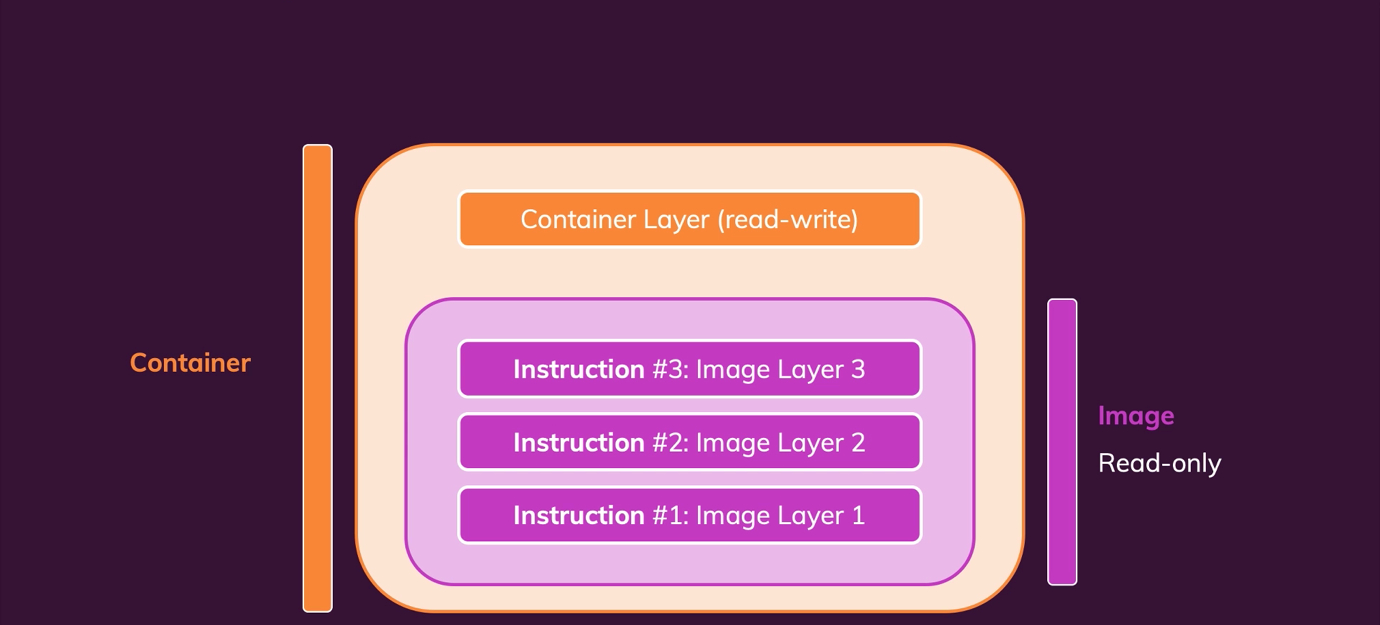 Container Layer (read-write)
Instruction #3: Image Layer 3
Container
Image
Instruction #2: Image Layer 2
Read-only
Instruction #1: Image Layer 1